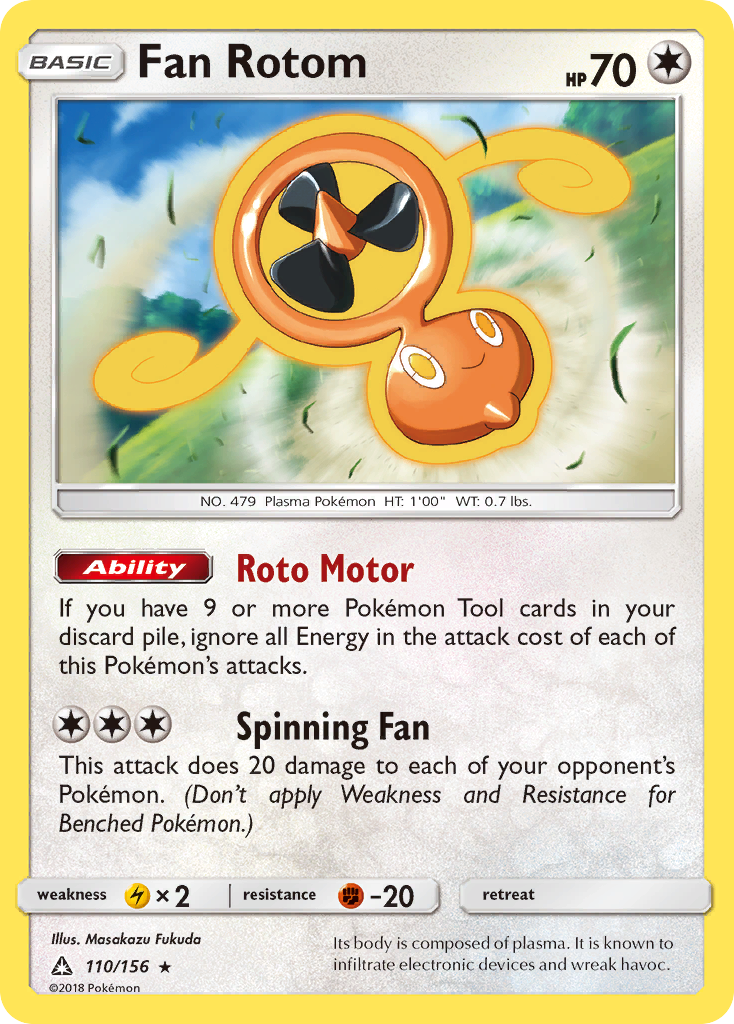 BASIC Fan Rotom HP 70
NO. 479 Plasma Pokémon HT: 1'00" WT: 0.7 lbs.
Ability Roto Motor
If you have 9 or more Pokémon Tool cards in your
discard pile, ignore all Energy in the attack cost of each of
this Pokémon's attacks.
Spinning Fan
This attack does 20 damage to each of your opponent's
Pokémon. (Don't apply Weakness and Resistance for
Benched Pokémon.)
weakness × 2 resistance -20 retreat
Illus. Masakazu Fukuda
110/156 ★
©2018 Pokémon
Its body is composed of plasma. It is known to
infiltrate electronic devices and wreak havoc.